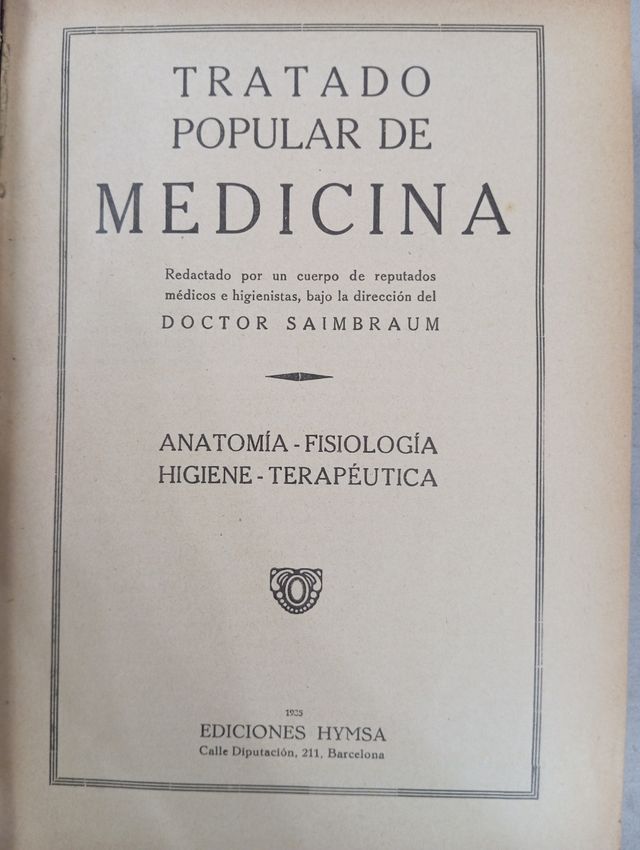 TRATADO
POPULAR DE
MEDICINA
Redactado por un cuerpo de reputados
médicos e higienistas, bajo la dirección del
DOCTOR SAIMBRAUM
ANATOMÍA - FISIOLOGÍA
HIGIENE - TERAPÉUTICA
1935
EDICIONES HYMSA
Calle Diputación, 211, Barcelona